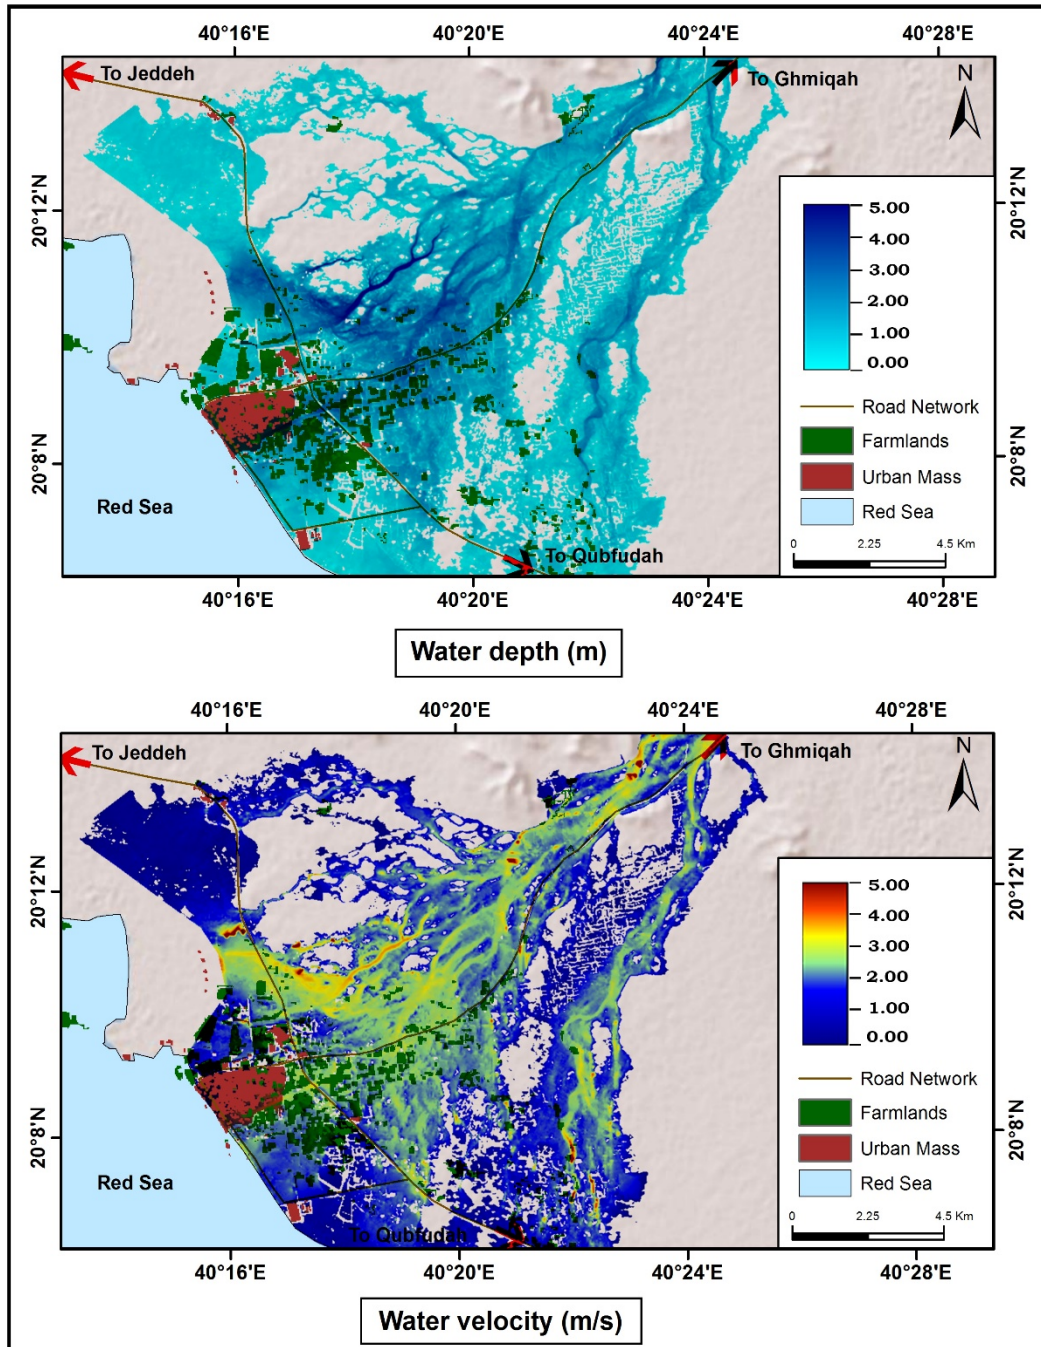 40°16'E 40°20'E 40°24'E 40°28'E
To Jeddeh
To Ghmiqah
N
20°12'N
20°12'N
5.00
4.00
3.00
2.00
1.00
0.00
Road Network
Farmlands
Urban Mass
Red Sea
0 2.25 4.5 Km
20°8'N
20°8'N
Red Sea
To Qubfudah
40°16'E 40°20'E 40°24'E 40°28'E
Water depth (m)
40°16'E 40°20'E 40°24'E 40°28'E
To Jeddeh
To Ghmiqah
N
20°12'N
20°12'N
5.00
4.00
3.00
2.00
1.00
0.00
Road Network
Farmlands
Urban Mass
Red Sea
0 2.25 4.5 Km
20°8'N
20°8'N
Red Sea
To Qubfudah
40°16'E 40°20'E 40°24'E 40°28'E
Water velocity (m/s)